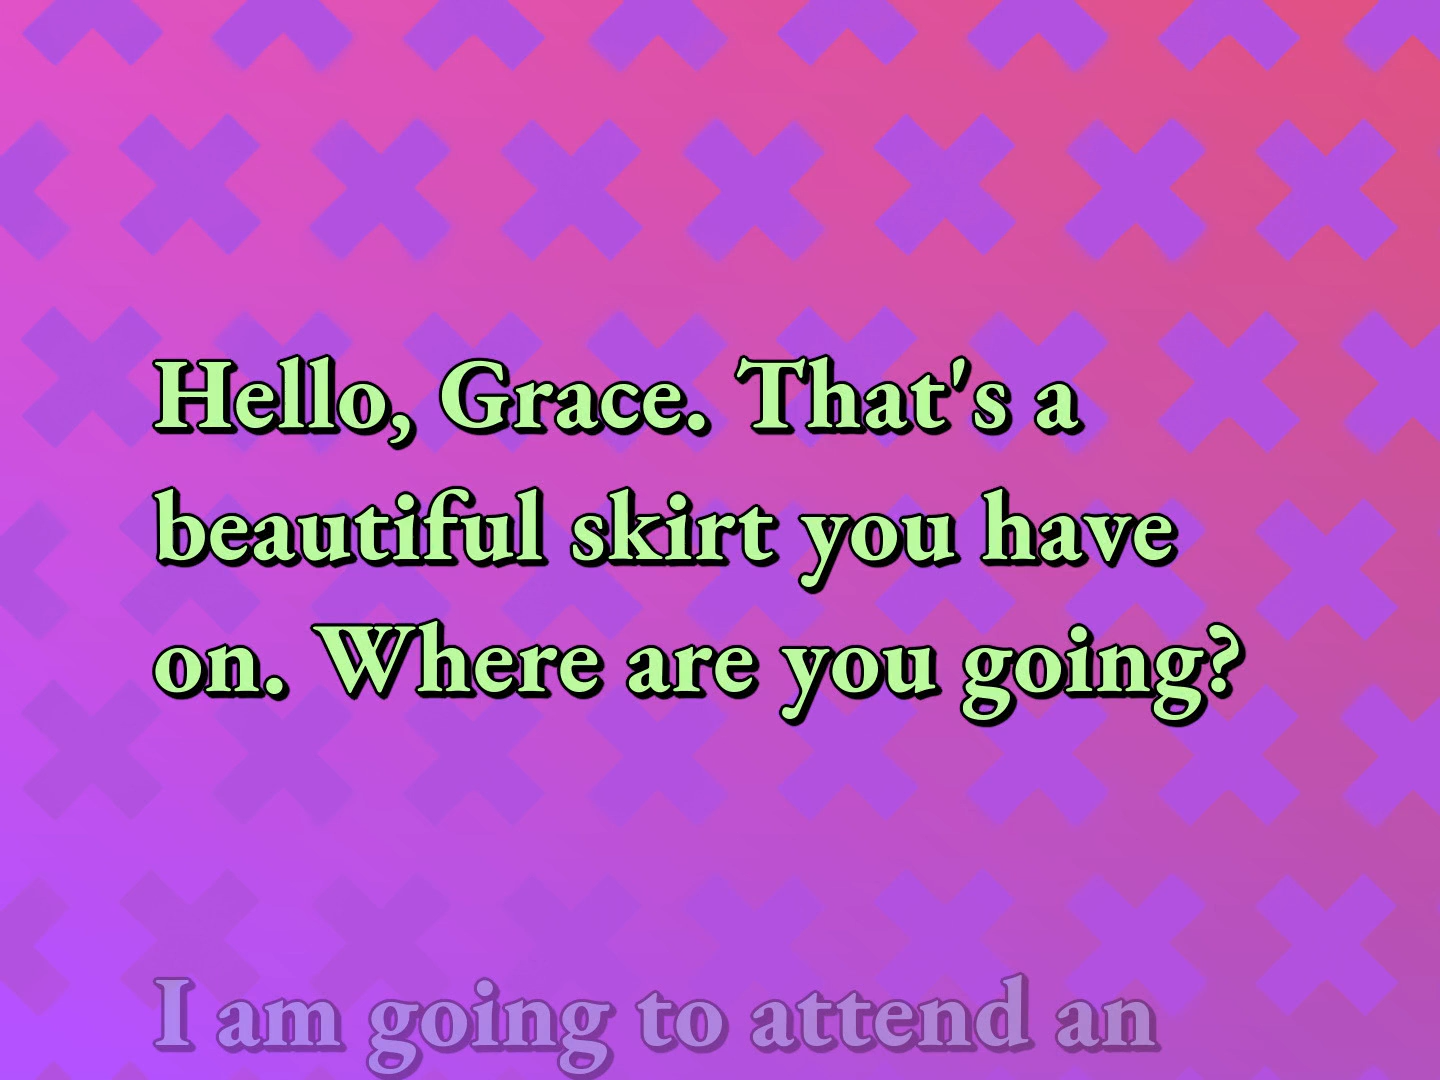 Hello, Grace. That's a
beautiful skirt you have
on. Where are you going?
I am going to attend an